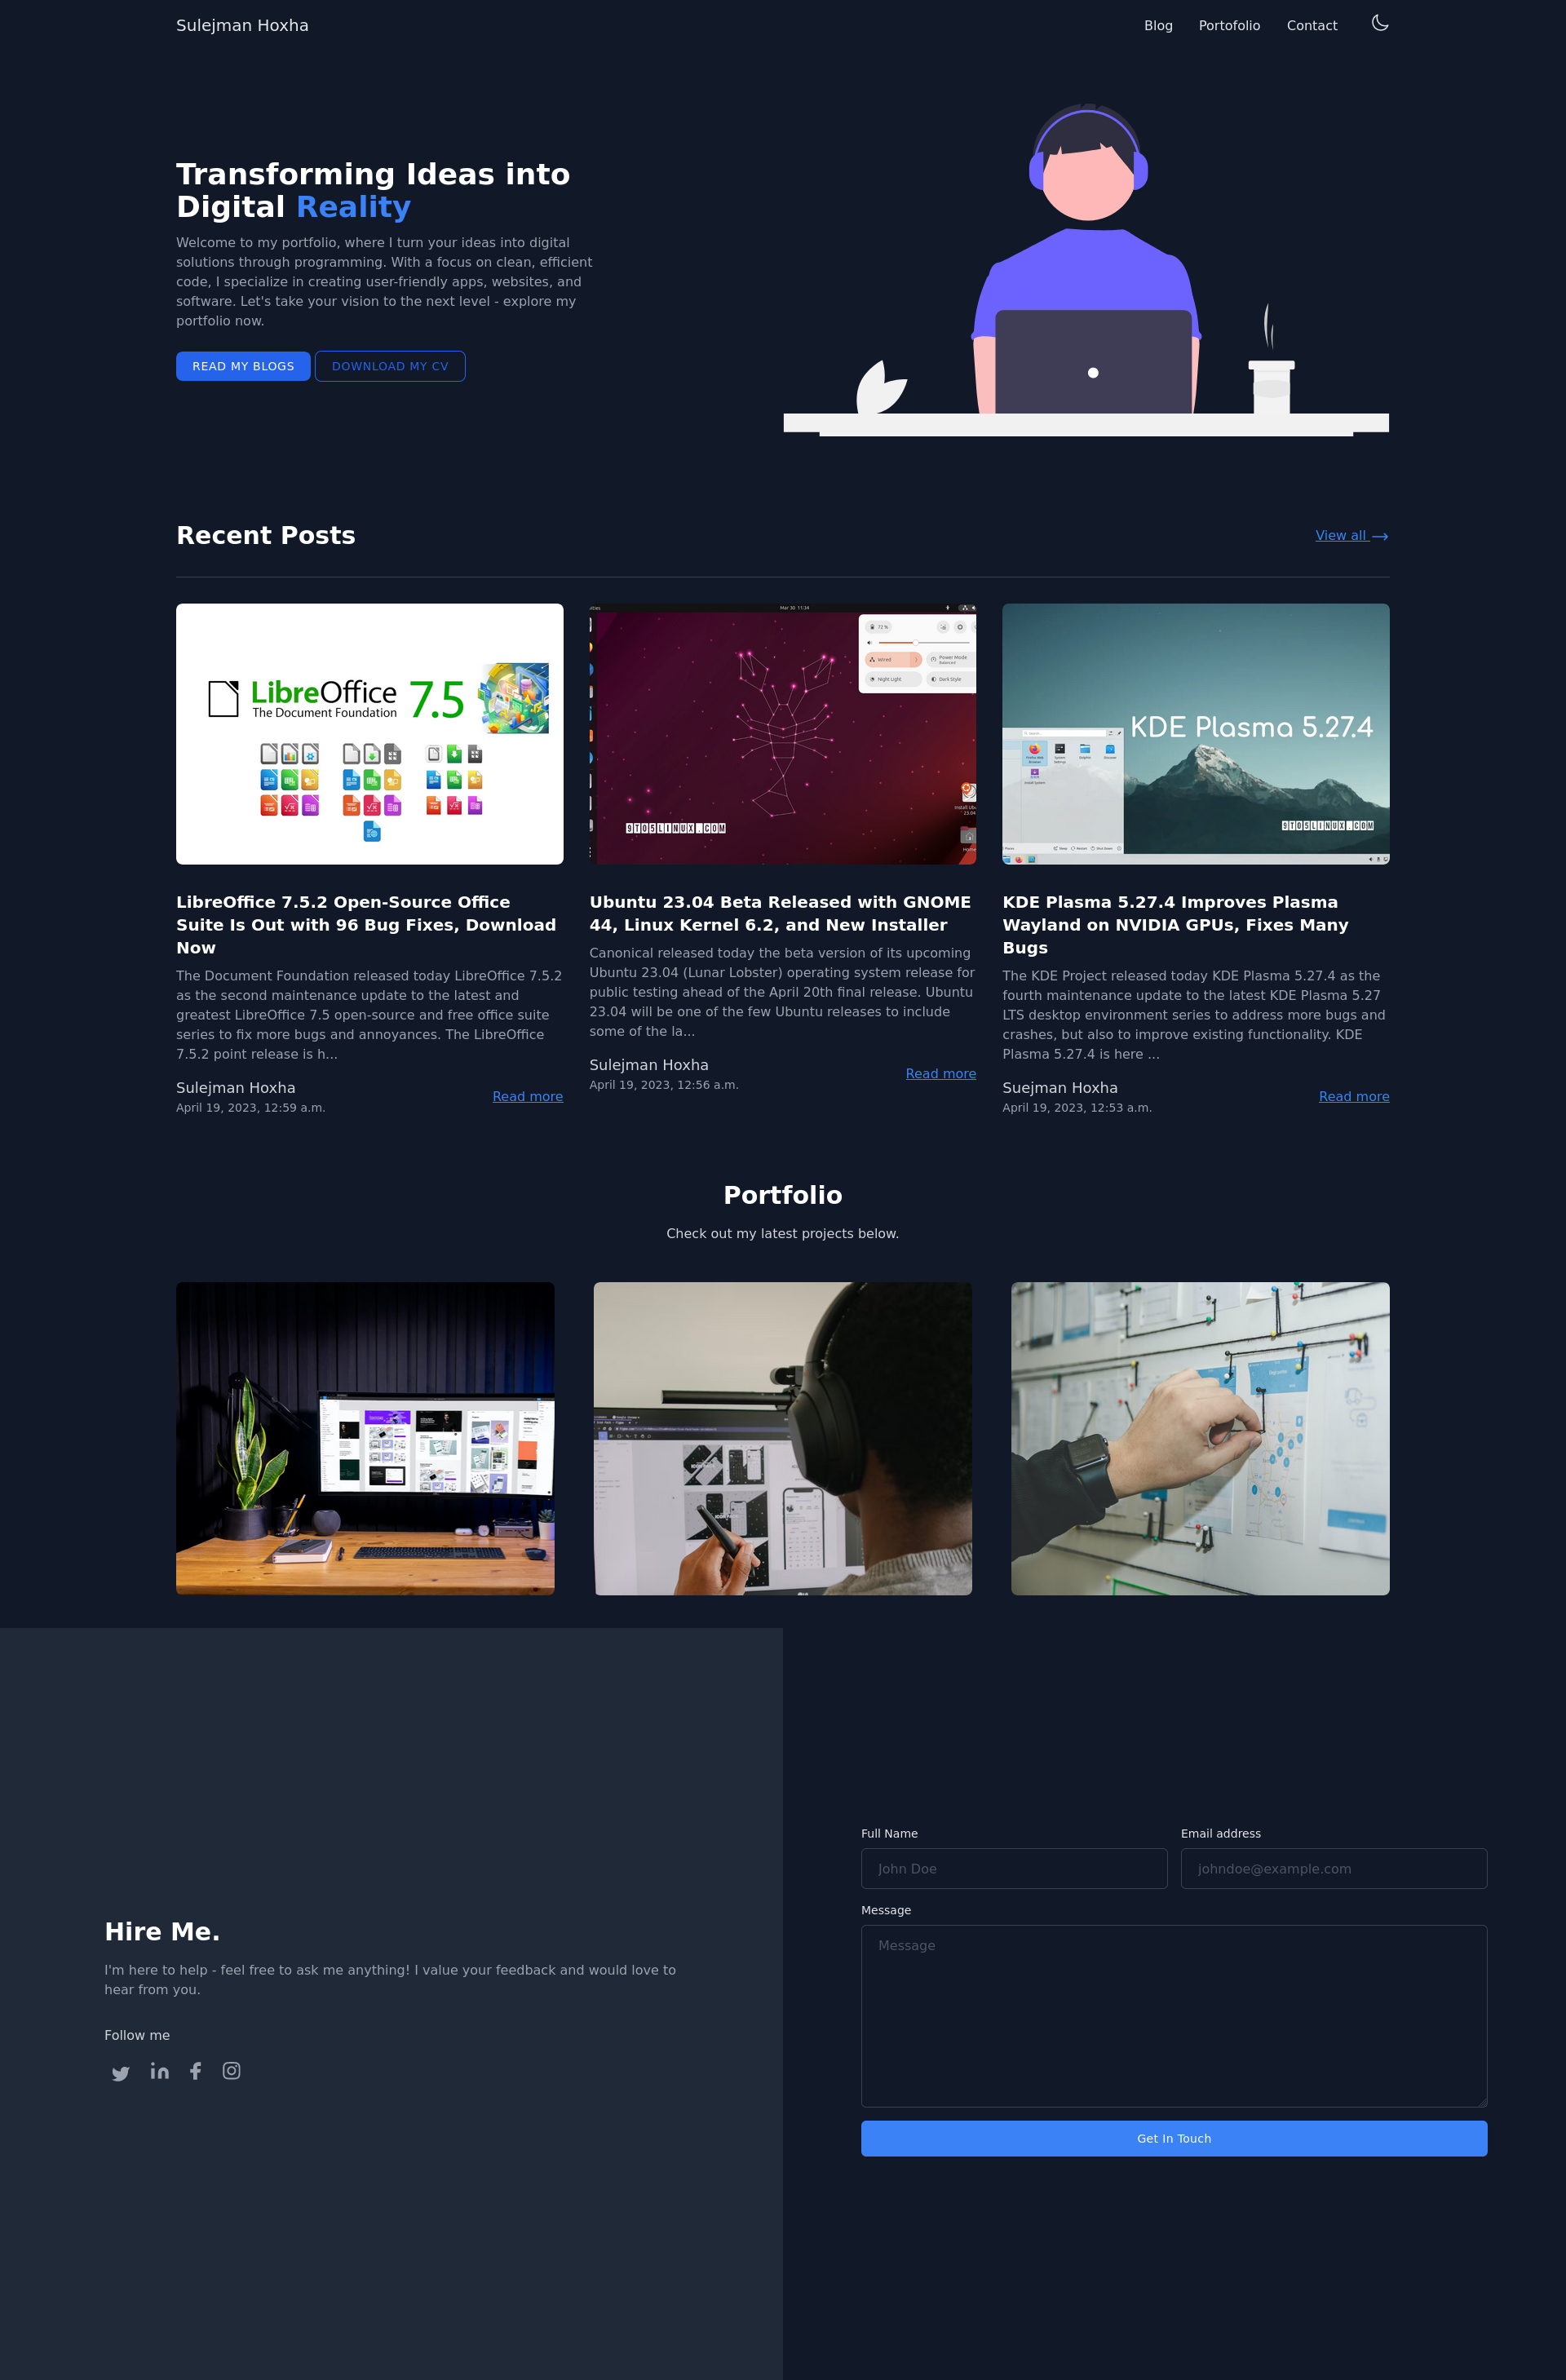 Sulejman Hoxha
Blog
Portofolio
Contact
Transforming Ideas into
Digital Reality
Welcome to my portfolio, where I turn your ideas into digital
solutions through programming. With a focus on clean, efficient
code, I specialize in creating user-friendly apps, websites, and
software. Let's take your vision to the next level - explore my
portfolio now.
READ MY BLOGS
DOWNLOAD MY CV
Recent Posts
View all
LibreOffice 7.5
The Document Foundation
Mar 30 11:34
72 %
Wired
Power Mode
Balanced
Night Light
Dark Style
Home
9TO5LINUX.COM
KDE Plasma 5.27.4
9TO5LINUX.COM
LibreOffice 7.5.2 Open-Source Office
Suite Is Out with 96 Bug Fixes, Download
Now
The Document Foundation released today LibreOffice 7.5.2
as the second maintenance update to the latest and
greatest LibreOffice 7.5 open-source and free office suite
series to fix more bugs and annoyances. The LibreOffice
7.5.2 point release is h...
Sulejman Hoxha
April 19, 2023, 12:59 a.m.
Read more
Ubuntu 23.04 Beta Released with GNOME
44, Linux Kernel 6.2, and New Installer
Canonical released today the beta version of its upcoming
Ubuntu 23.04 (Lunar Lobster) operating system release for
public testing ahead of the April 20th final release. Ubuntu
23.04 will be one of the few Ubuntu releases to include
some of the la...
Sulejman Hoxha
April 19, 2023, 12:56 a.m.
Read more
KDE Plasma 5.27.4 Improves Plasma
Wayland on NVIDIA GPUs, Fixes Many
Bugs
The KDE Project released today KDE Plasma 5.27.4 as the
fourth maintenance update to the latest KDE Plasma 5.27
LTS desktop environment series to address more bugs and
crashes, but also to improve existing functionality. KDE
Plasma 5.27.4 is here ...
Suejman Hoxha
April 19, 2023, 12:53 a.m.
Read more
Portfolio
Check out my latest projects below.
Hire Me.
I'm here to help - feel free to ask me anything! I value your feedback and would love to
hear from you.
Follow me
Full Name
Email address
John Doe
johndoe@example.com
Message
Message
Get In Touch